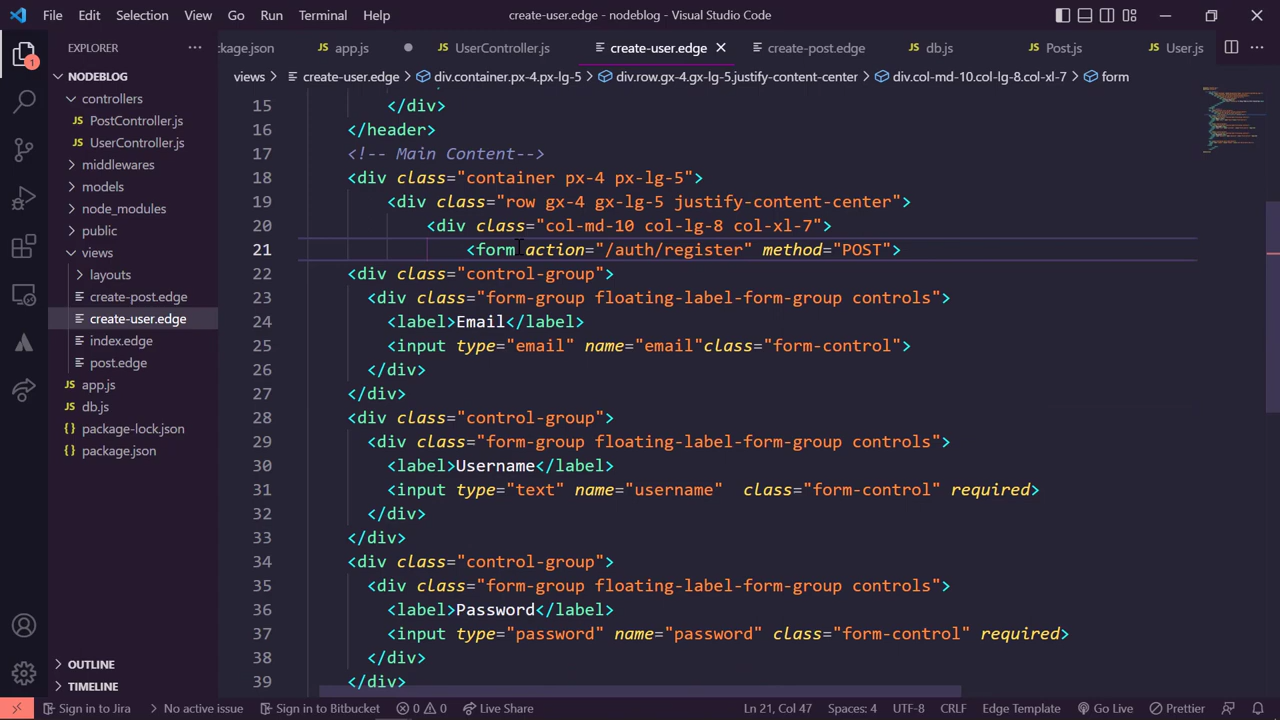 File Edit Selection View Go Run Terminal Help create-user.edge - nodeblog - Visual Studio Code
EXPLORER
ckage.json app.js UserController.js create-user.edge create-post.edge db.js Post.js User.js
1
NODEBLOG
views > create-user.edge > div.container.px-4.px-lg-5 > div.row.gx-4.gx-lg-5.justify-content-center > div.col-md-10.col-lg-8.col-xl-7 > form
controllers
PostController.js
UserController.js
middlewares
models
node_modules
public
views
layouts
create-post.edge
create-user.edge
index.edge
post.edge
app.js
db.js
package-lock.json
package.json
OUTLINE
TIMELINE
15 </div>
16 </header>
17 <!-- Main Content-->
18 <div class="container px-4 px-lg-5">
19 <div class="row gx-4 gx-lg-5 justify-content-center">
20 <div class="col-md-10 col-lg-8 col-xl-7">
21 <form action="/auth/register" method="POST">
22 <div class="control-group">
23 <div class="form-group floating-label-form-group controls">
24 <label>Email</label>
25 <input type="email" name="email"class="form-control">
26 </div>
27 </div>
28 <div class="control-group">
29 <div class="form-group floating-label-form-group controls">
30 <label>Username</label>
31 <input type="text" name="username"  class="form-control" required>
32 </div>
33 </div>
34 <div class="control-group">
35 <div class="form-group floating-label-form-group controls">
36 <label>Password</label>
37 <input type="password" name="password" class="form-control" required>
38 </div>
39 </div>
Sign in to Jira No active issue Sign in to Bitbucket 0 0 Live Share Ln 21, Col 47 Spaces: 4 UTF-8 CRLF Edge Template Go Live Prettier